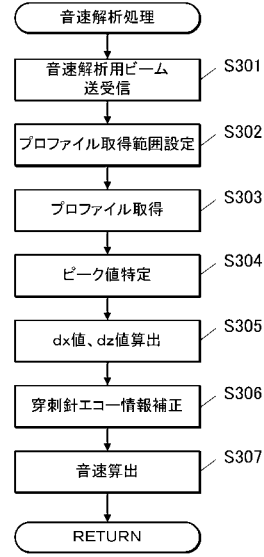 音速解析処理
音速解析用ビーム
送受信
S301
プロファイル取得範囲設定
S302
プロファイル取得
S303
ピーク値特定
S304
dx値、dz値算出
S305
穿刺針エコー情報補正
S306
音速算出
S307
RETURN